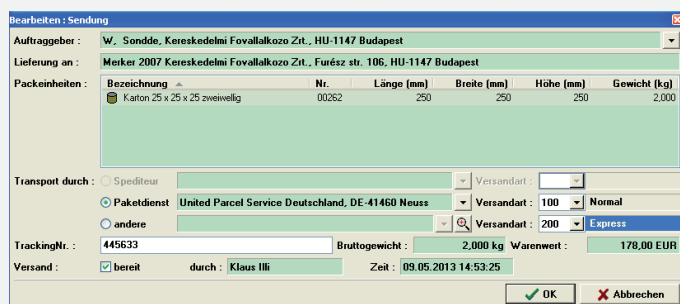 Bearbeiten : Sendung
Auftraggeber : W, Sondde, Kereskedelmi Fovallalkozo Zrt., HU-1147 Budapest
Lieferung an : Merker 2007 Kereskedelmi Fovallalkozo Zrt., Furész str. 106, HU-1147 Budapest
Packeinheiten : Bezeichnung Nr. Länge (mm) Breite (mm) Höhe (mm) Gewicht (kg)
Karton 25 x 25 x 25 zweiwellig 00262 250 250 250 2,000
Transport durch : Spediteur Versandart :
Paketdienst United Parcel Service Deutschland, DE-41460 Neuss Versandart : 100 Normal
andere Versandart : 200 Express
TrackingNr. : 445633 Bruttogewicht : 2,000 kg Warenwert : 178,00 EUR
Versand : bereit durch : Klaus Illi Zeit : 09.05.2013 14:53:25
OK Abbrechen